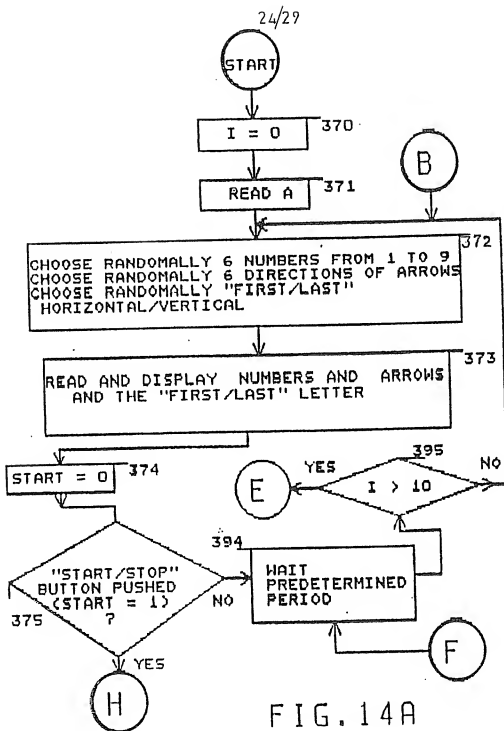 24/29
START
I = 0
370
B
READ A
371
372
CHOOSE RANDOMALLY 6 NUMBERS FROM 1 TO 9
CHOOSE RANDOMALLY 6 DIRECTIONS OF ARROWS
CHOOSE RANDOMALLY "FIRST/LAST"
HORIZONTAL/VERTICAL
373
READ AND DISPLAY NUMBERS AND ARROWS
AND THE "FIRST/LAST" LETTER
START = 0
374
395
YES
NO
E
I > 10
394
"START/STOP"
BUTTON PUSHED
(START = 1)
?
375
NO
WAIT
PREDETERMINED
PERIOD
YES
F
H
FIG.14A